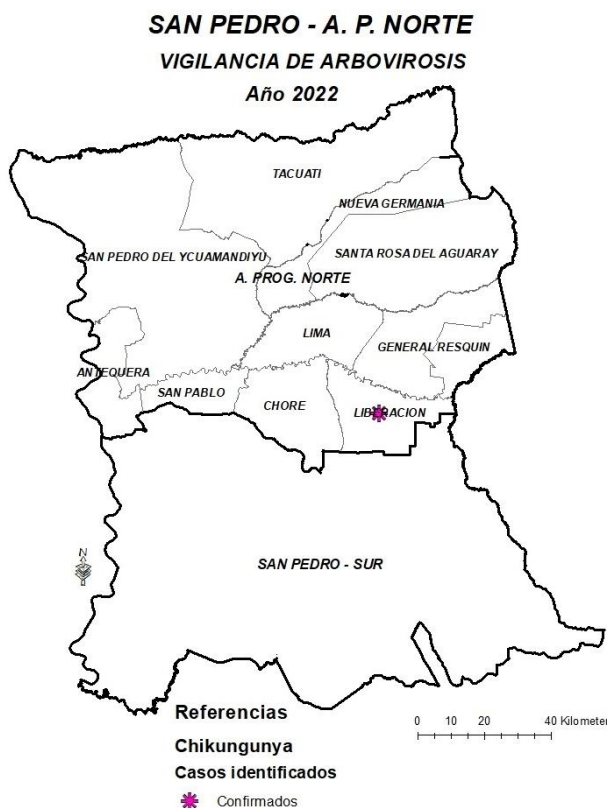 SAN PEDRO - A. P. NORTE
VIGILANCIA DE ARBOVIROSIS
Año 2022
TACUATI
NUEVA GERMANIA
SAN PEDRO DEL YCUAMANDIYU
SANTA ROSA DEL AGUARAY
A. PROG. NORTE
LIMA
GENERAL RESQUIN
ANTEQUERA
SAN PABLO
CHORE
LIBERACION
N
SAN PEDRO - SUR
Referencias
0 10 20 40 Kilometer
Chikungunya
Casos identificados
Confirmados